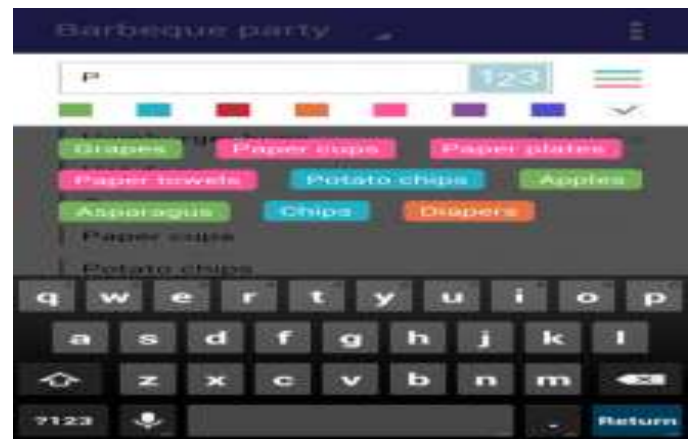 Barbeque party
P 123
Grapes Paper cups Paper plates
Paper towels Potato chips Apples
Asparagus Chips Diapers
Paper cups
Potato chips
q w e r t y u i o p
a s d f g h j k l
z x c v b n m
?123 . Return